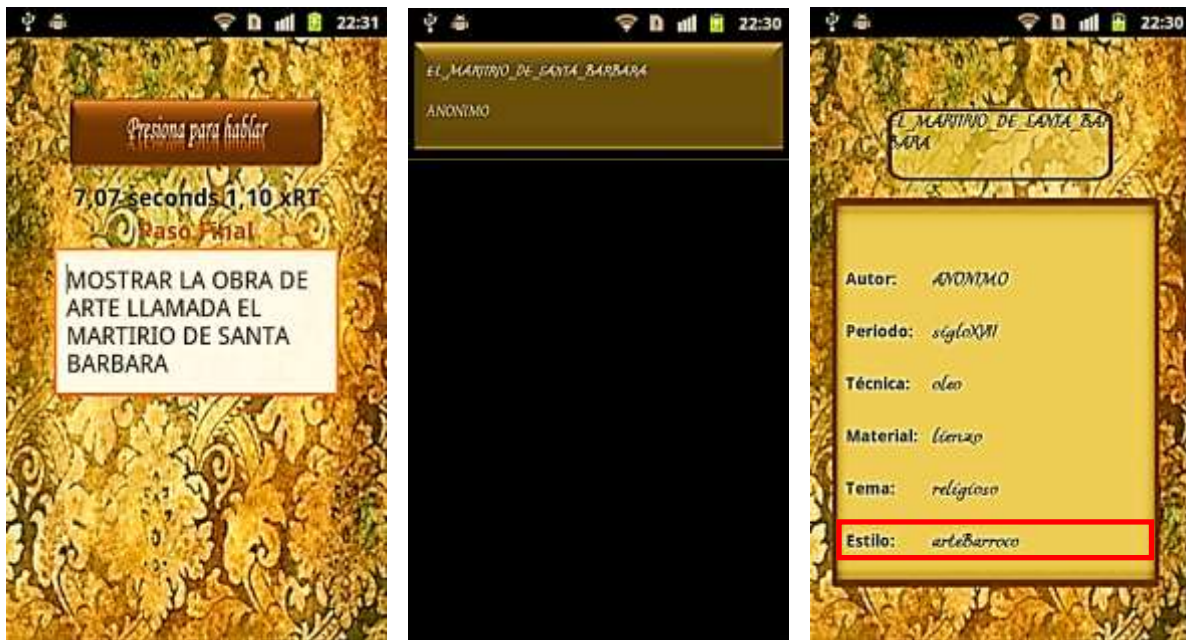 22:31
Presiona para hablar
7,07 seconds 1,10 xRT
Paso Final
MOSTRAR LA OBRA DE
ARTE LLAMADA EL
MARTIRIO DE SANTA
BARBARA
22:30
EL_MARTIRIO_DE_SANTA_BARBARA
ANONIMO
22:30
EL_MARTIRIO_DE_SANTA_BAR
BARA
Autor: ANONIMO
Periodo: sigloXVII
Técnica: oleo
Material: lienzo
Tema: religioso
Estilo: arteBarroco